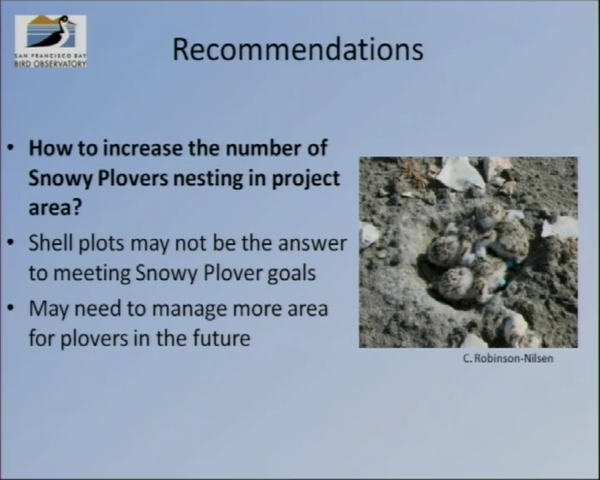 SAN FRANCISCO BAY
BIRD OBSERVATORY
Recommendations
• How to increase the number of
Snowy Plovers nesting in project
area?
• Shell plots may not be the answer
to meeting Snowy Plover goals
• May need to manage more area
for plovers in the future
C. Robinson-Nilsen